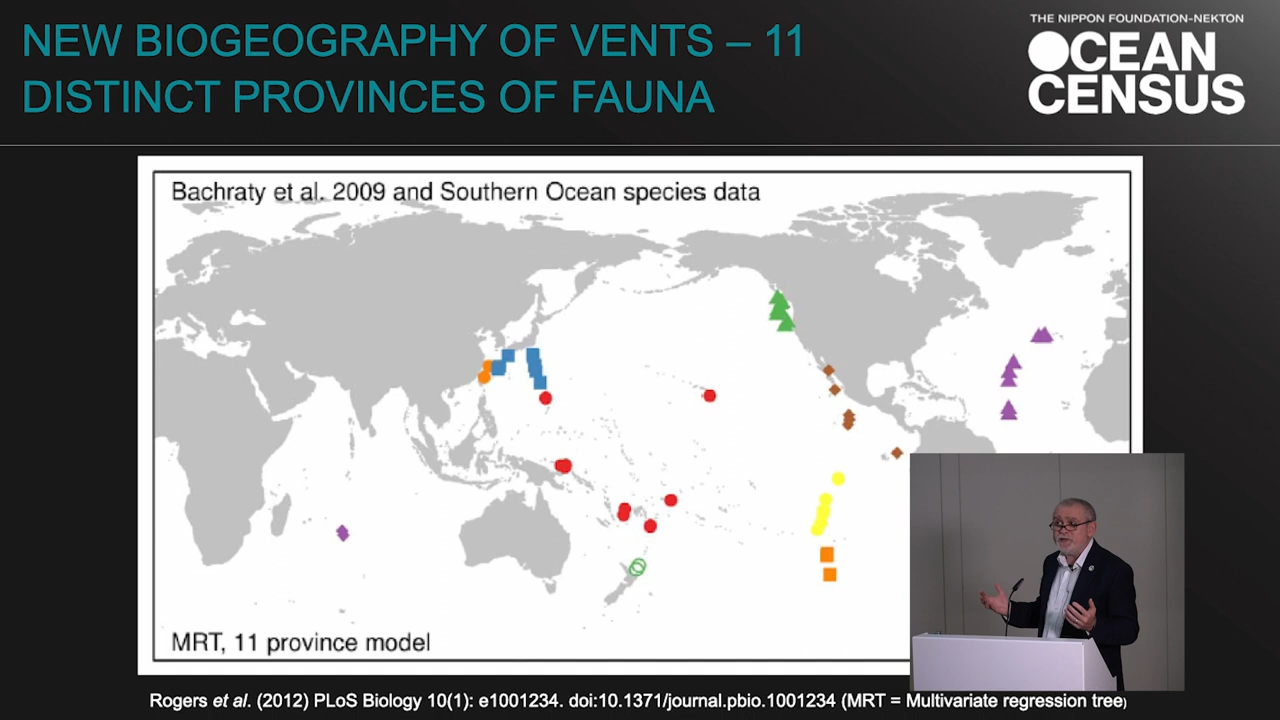 NEW BIOGEOGRAPHY OF VENTS – 11
DISTINCT PROVINCES OF FAUNA
THE NIPPON FOUNDATION-NEKTON
OCEAN
CENSUS
Bachraty et al. 2009 and Southern Ocean species data
MRT, 11 province model
Rogers et al. (2012) PLoS Biology 10(1): e1001234. doi:10.1371/journal.pbio.1001234 (MRT = Multivariate regression tree)